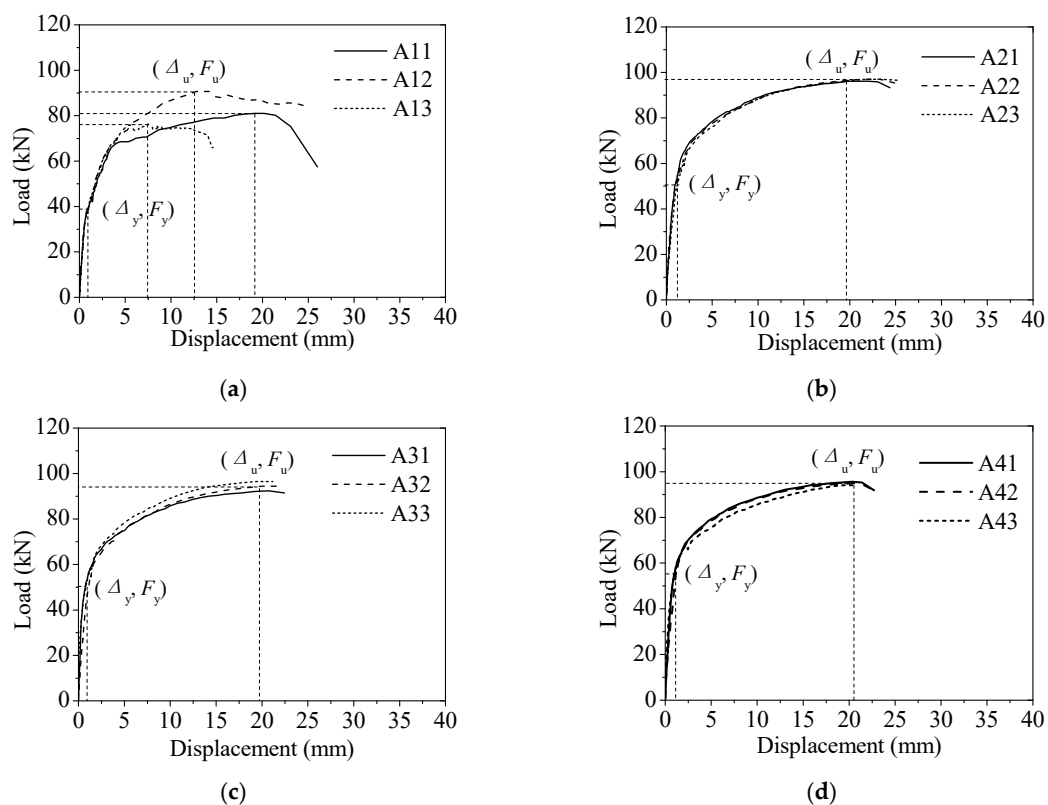 120
100
80
60
40
20
0
Load (kN)
0 5 10 15 20 25 30 35 40
Displacement (mm)
A11
A12
A13
(Δu, Fu)
(Δy, Fy)
(a)
120
100
80
60
40
20
0
Load (kN)
0 5 10 15 20 25 30 35 40
Displacement (mm)
A21
A22
A23
(Δu, Fu)
(Δy, Fy)
(b)
120
100
80
60
40
20
0
Load (kN)
0 5 10 15 20 25 30 35 40
Displacement (mm)
A31
A32
A33
(Δu, Fu)
(Δy, Fy)
(c)
120
100
80
60
40
20
0
Load (kN)
0 5 10 15 20 25 30 35 40
Displacement (mm)
A41
A42
A43
(Δu, Fu)
(Δy, Fy)
(d)